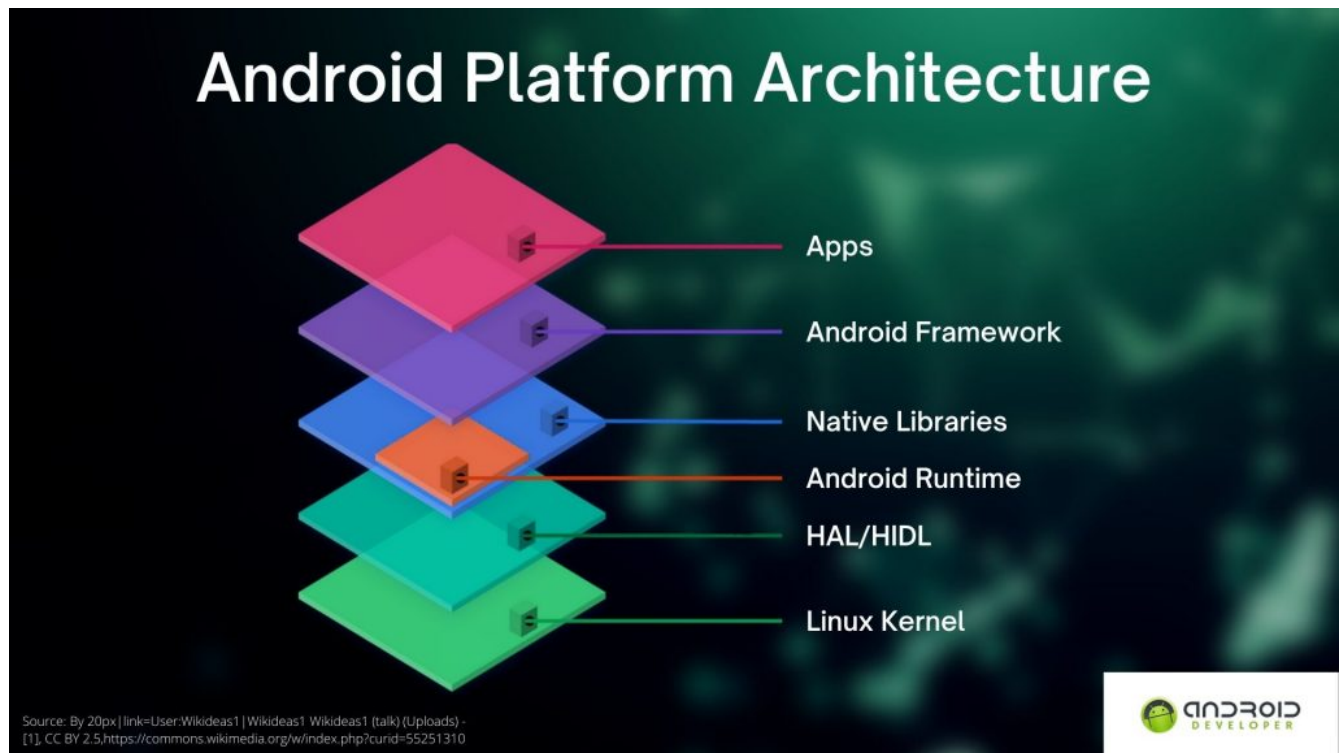 Android Platform Architecture
Apps
Android Framework
Native Libraries
Android Runtime
HAL/HIDL
Linux Kernel
Source: By 20px|link=User:Wikideas1|Wikideas1 Wikideas1 (talk) (Uploads) -
[1], CC BY 2.5,https://commons.wikimedia.org/w/index.php?curid=55251310
ANDROID
DEVELOPER